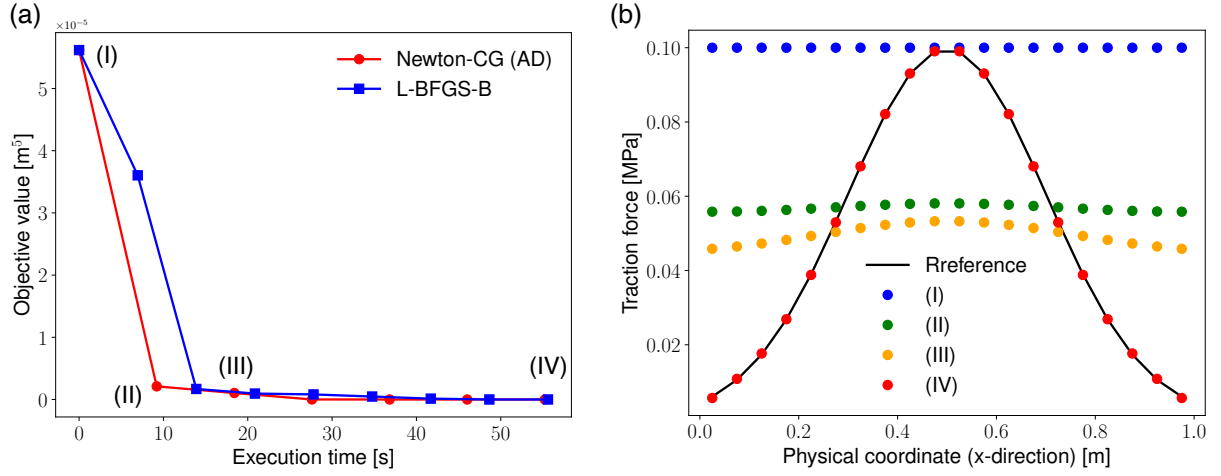 (a)
×10⁻⁵
Objective value [m⁵]
5
4
3
2
1
0
(I)
(II)
(III)
(IV)
Newton-CG (AD)
L-BFGS-B
0
10
20
30
40
50
Execution time [s]
(b)
Traction force [MPa]
0.10
0.08
0.06
0.04
0.02
Rreference
(I)
(II)
(III)
(IV)
0.0
0.2
0.4
0.6
0.8
1.0
Physical coordinate (x-direction) [m]